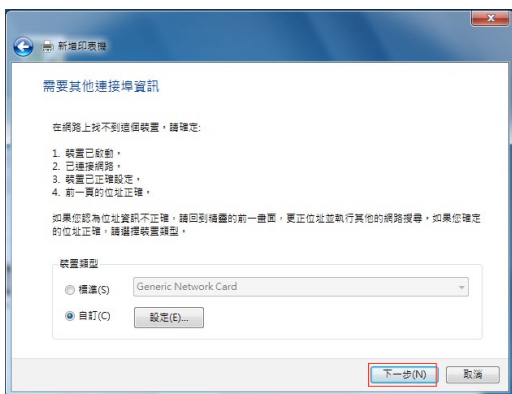 新增印表機
需要其他連接埠資訊
在網路上找不到這個裝置，請確定:
1. 裝置已啟動。
2. 已連接網路。
3. 裝置已正確設定。
4. 前一頁的位址正確。
如果您認為位址資訊不正確，請回到精靈的前一畫面，更正位址並執行其他的網路搜尋。如果您確定
的位址正確，請選擇裝置類型。
裝置類型
標準(S)
Generic Network Card
自訂(C)
設定(E)...
下一步(N)
取消